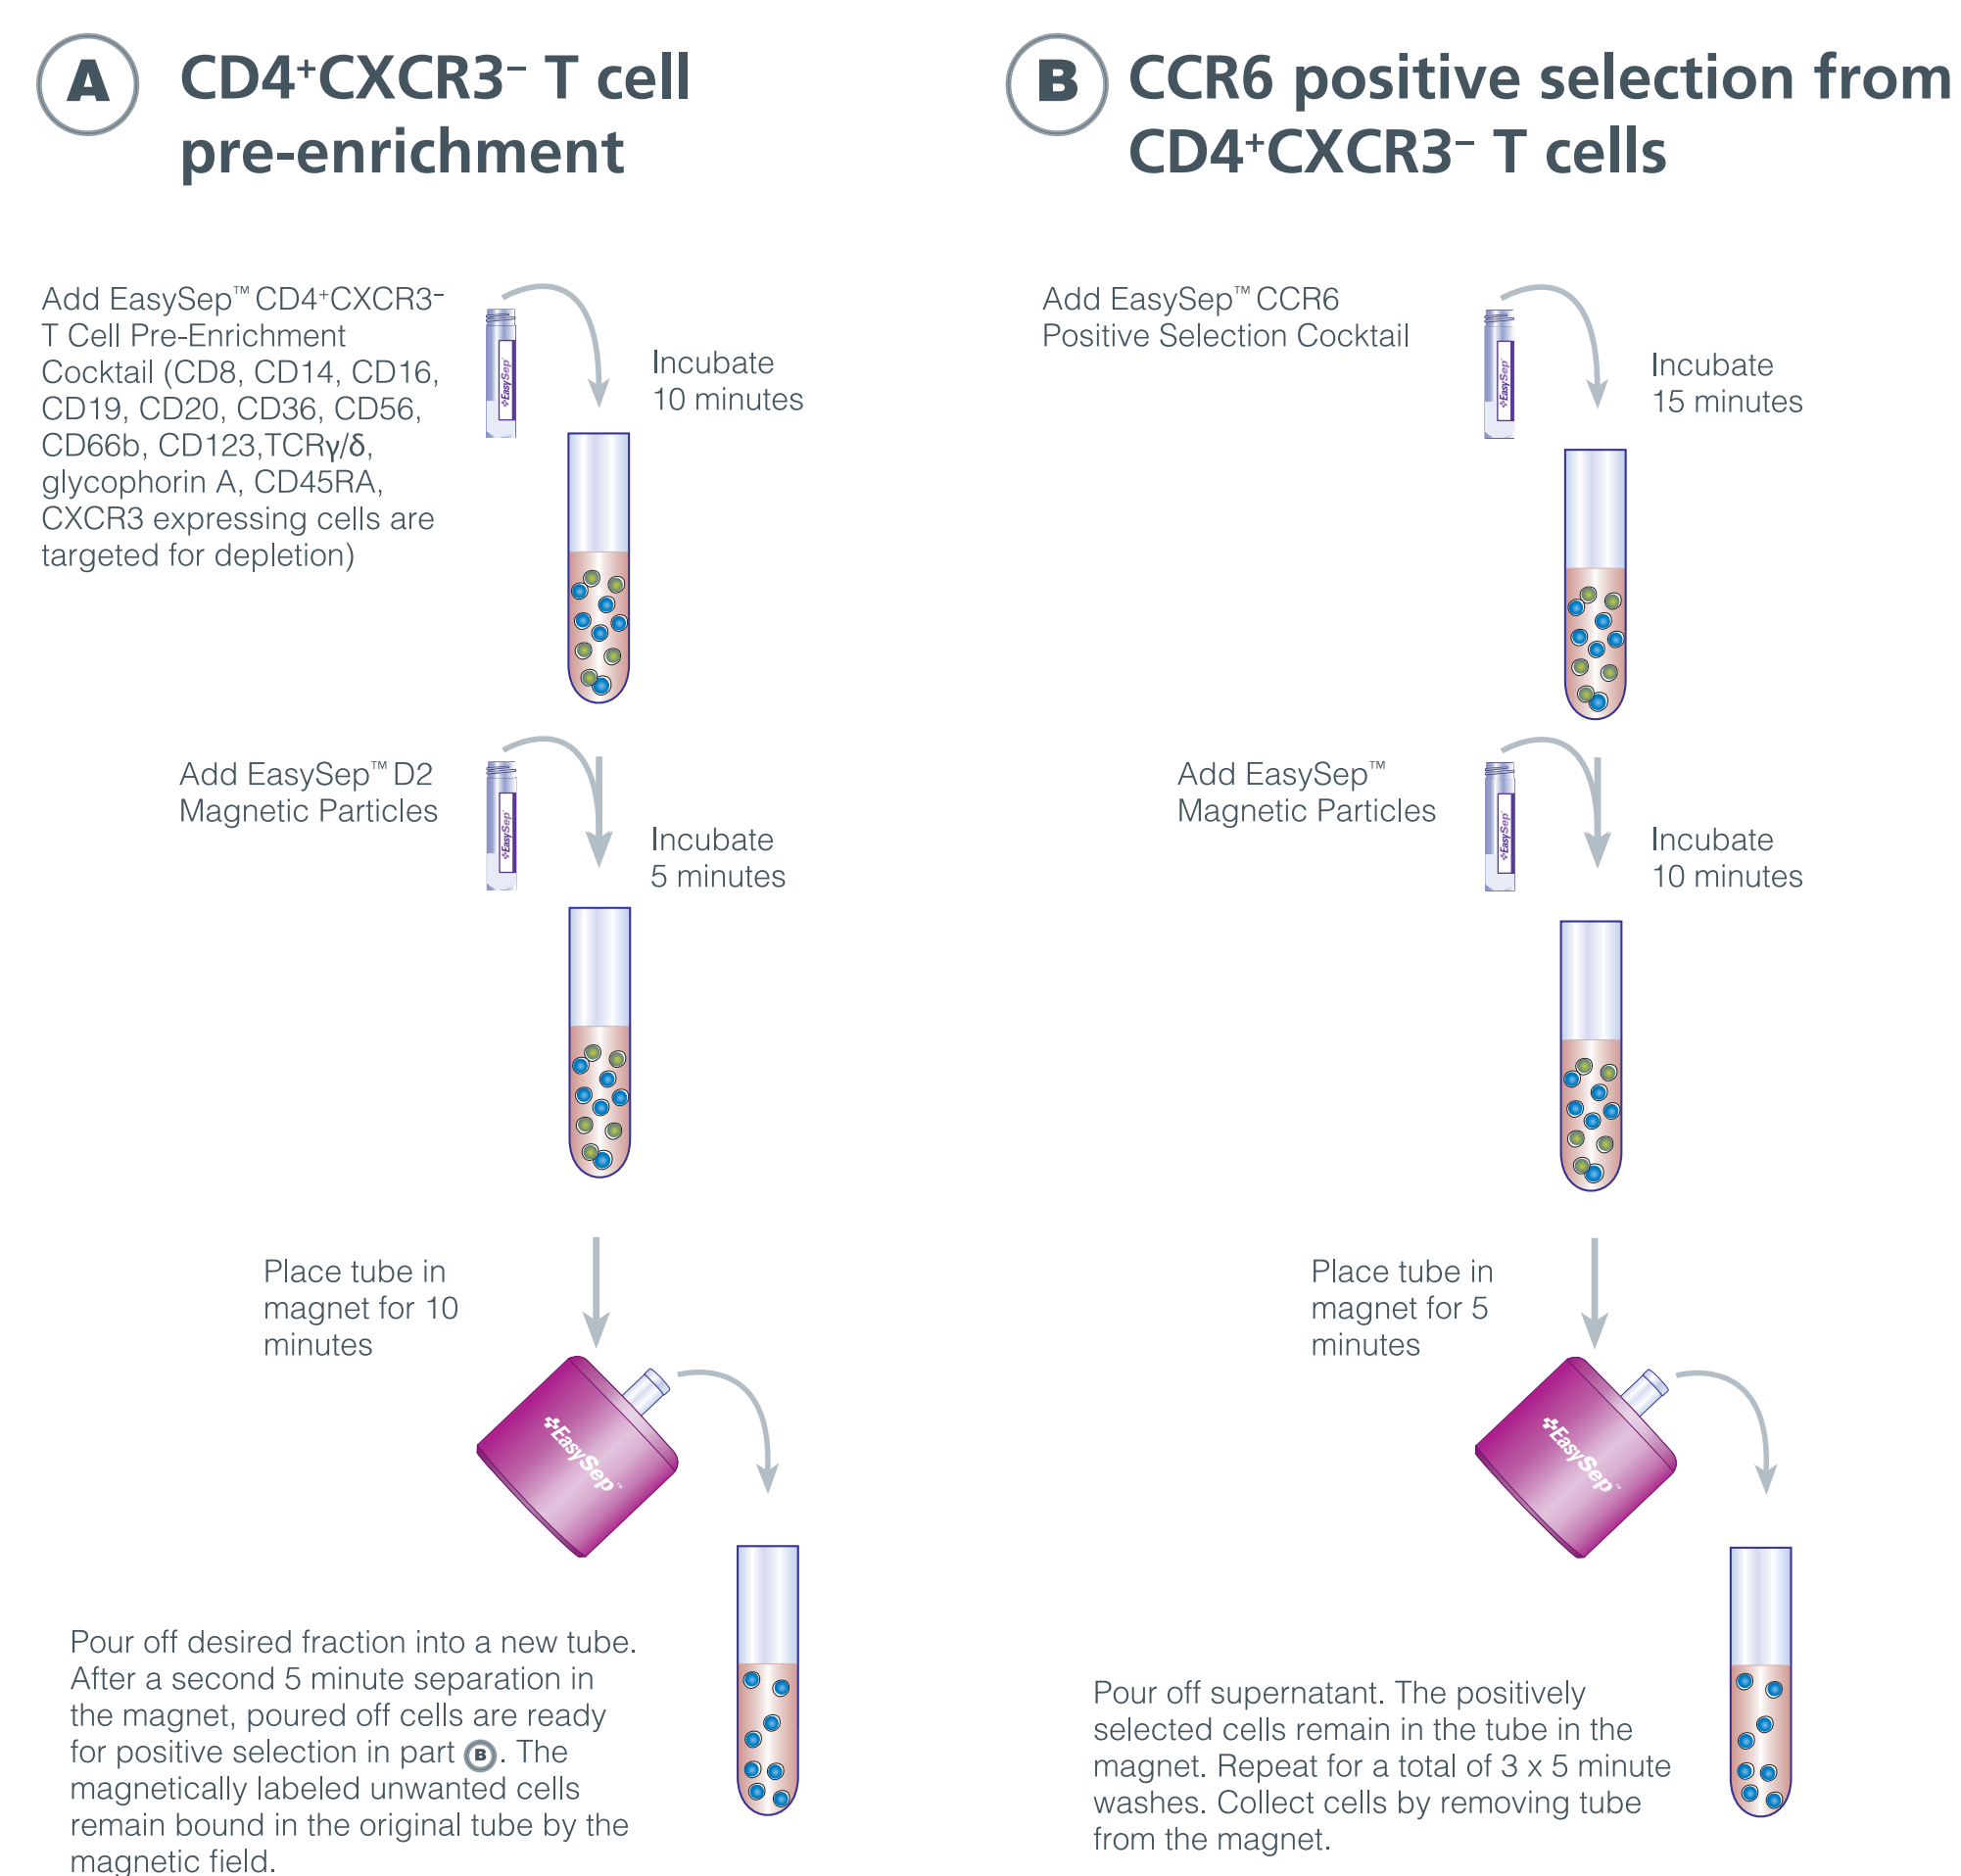 A
CD4⁺CXCR3⁻ T cell
pre-enrichment
Add EasySep™ CD4⁺CXCR3⁻
T Cell Pre-Enrichment
Cocktail (CD8, CD14, CD16,
CD19, CD20, CD36, CD56,
CD66b, CD123,TCRγ/δ,
glycophorin A, CD45RA,
CXCR3 expressing cells are
targeted for depletion)
EasySep
Incubate
10 minutes
Add EasySep™ D2
Magnetic Particles
EasySep
Incubate
5 minutes
Place tube in
magnet for 10
minutes
EasySep™
Pour off desired fraction into a new tube.
After a second 5 minute separation in
the magnet, poured off cells are ready
for positive selection in part B. The
magnetically labeled unwanted cells
remain bound in the original tube by the
magnetic field.
B
CCR6 positive selection from
CD4⁺CXCR3⁻ T cells
Add EasySep™ CCR6
Positive Selection Cocktail
EasySep
Incubate
15 minutes
Add EasySep™
Magnetic Particles
EasySep
Incubate
10 minutes
Place tube in
magnet for 5
minutes
EasySep™
Pour off supernatant. The positively
selected cells remain in the tube in the
magnet. Repeat for a total of 3 x 5 minute
washes. Collect cells by removing tube
from the magnet.